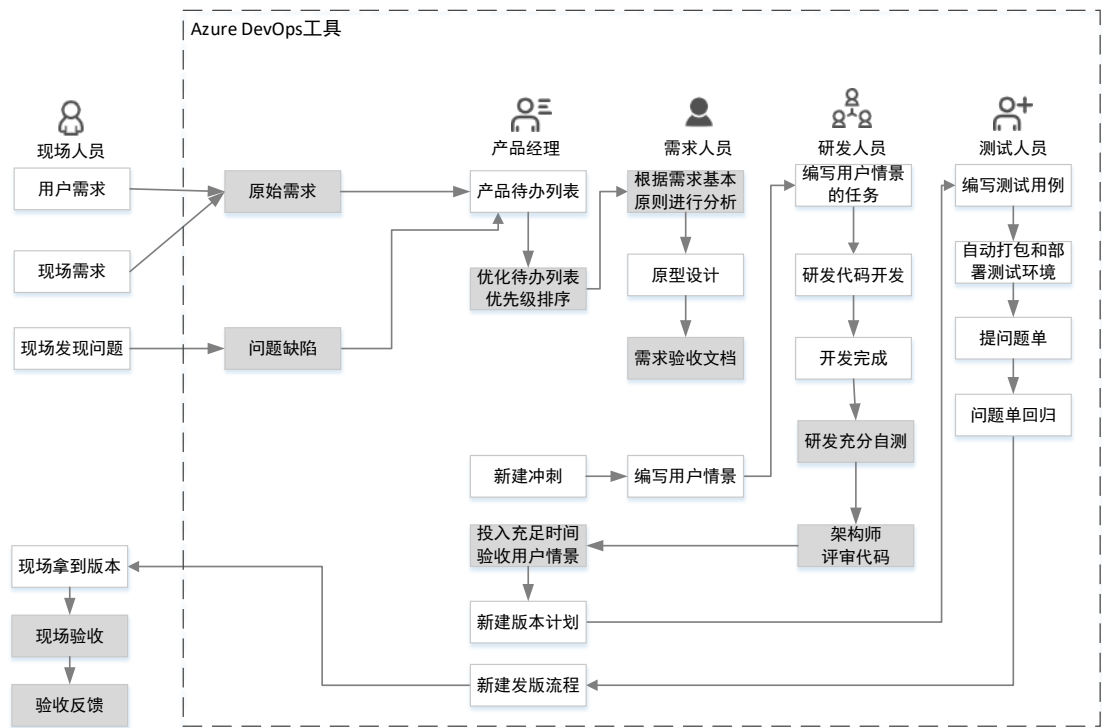 Azure DevOps工具
现场人员
产品经理
需求人员
研发人员
测试人员
用户需求
原始需求
产品待办列表
根据需求基本
原则进行分析
编写用户情景
的任务
编写测试用例
现场需求
优化待办列表
优先级排序
原型设计
研发代码开发
自动打包和部
署测试环境
现场发现问题
问题缺陷
需求验收文档
开发完成
提问题单
问题单回归
研发充分自测
新建冲刺
编写用户情景
投入充足时间
验收用户情景
架构师
评审代码
现场拿到版本
新建版本计划
现场验收
新建发版流程
验收反馈